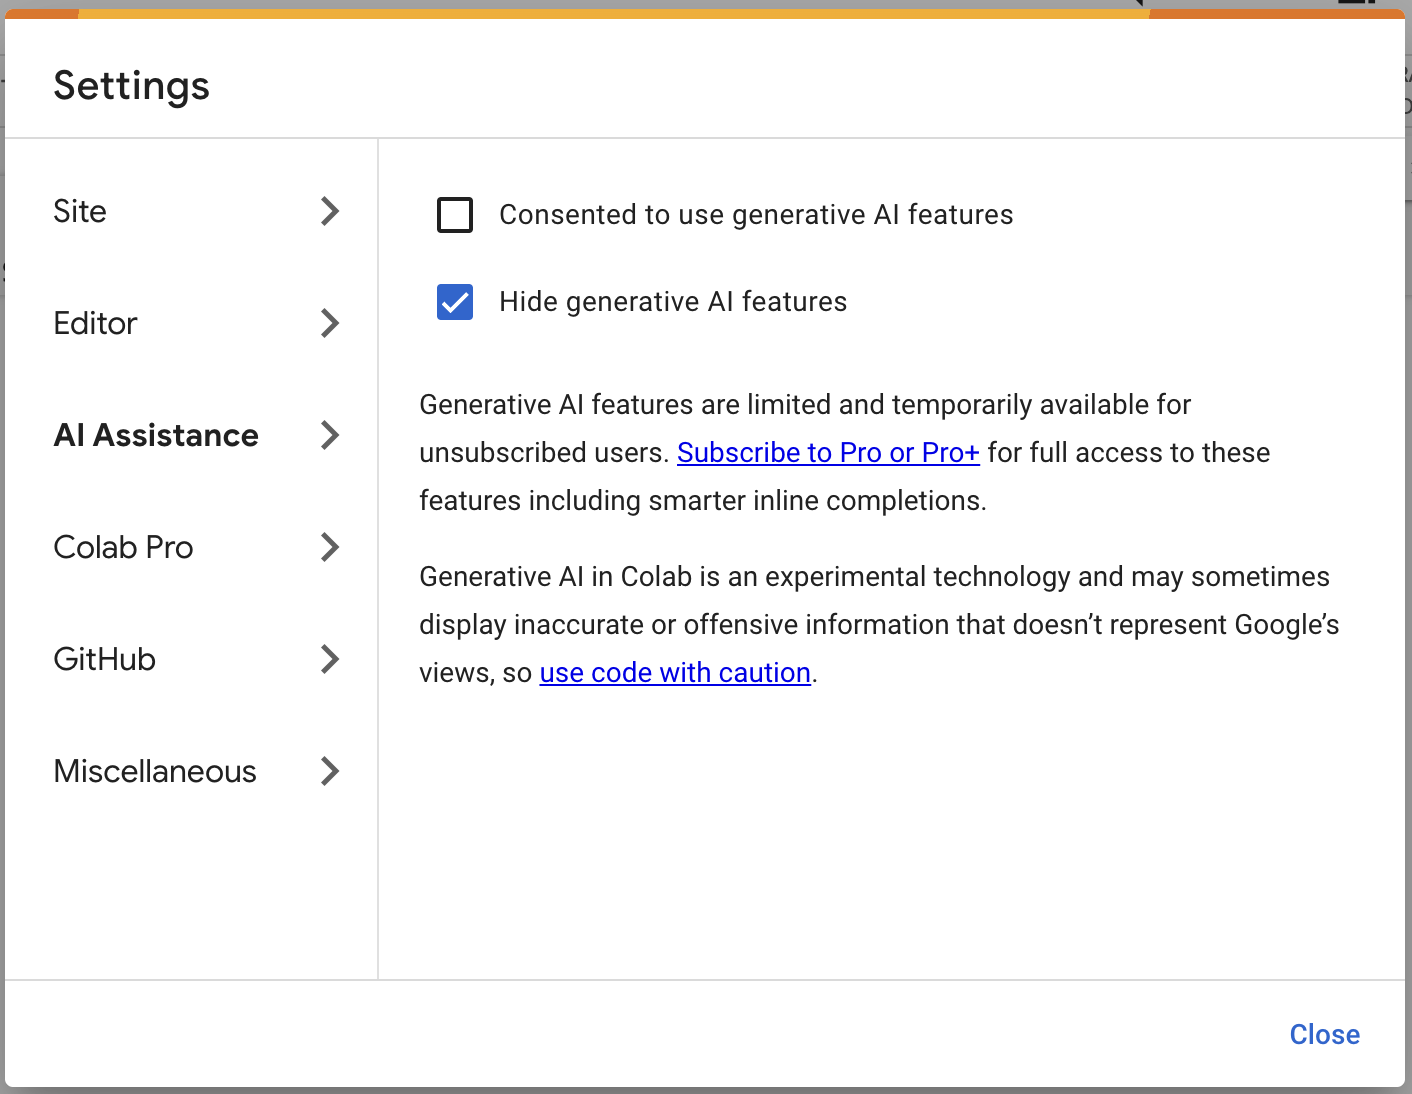 Settings
Site
Editor
AI Assistance
Colab Pro
GitHub
Miscellaneous
Consented to use generative AI features
Hide generative AI features
Generative AI features are limited and temporarily available for
unsubscribed users. Subscribe to Pro or Pro+ for full access to these
features including smarter inline completions.
Generative AI in Colab is an experimental technology and may sometimes
display inaccurate or offensive information that doesn’t represent Google’s
views, so use code with caution.
Close